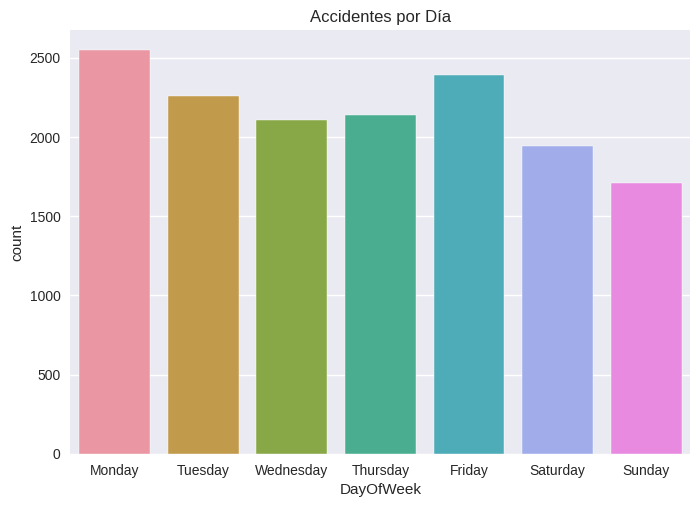 Accidentes por Día
count
2500
2000
1500
1000
500
0
Monday Tuesday Wednesday Thursday Friday Saturday Sunday
DayOfWeek